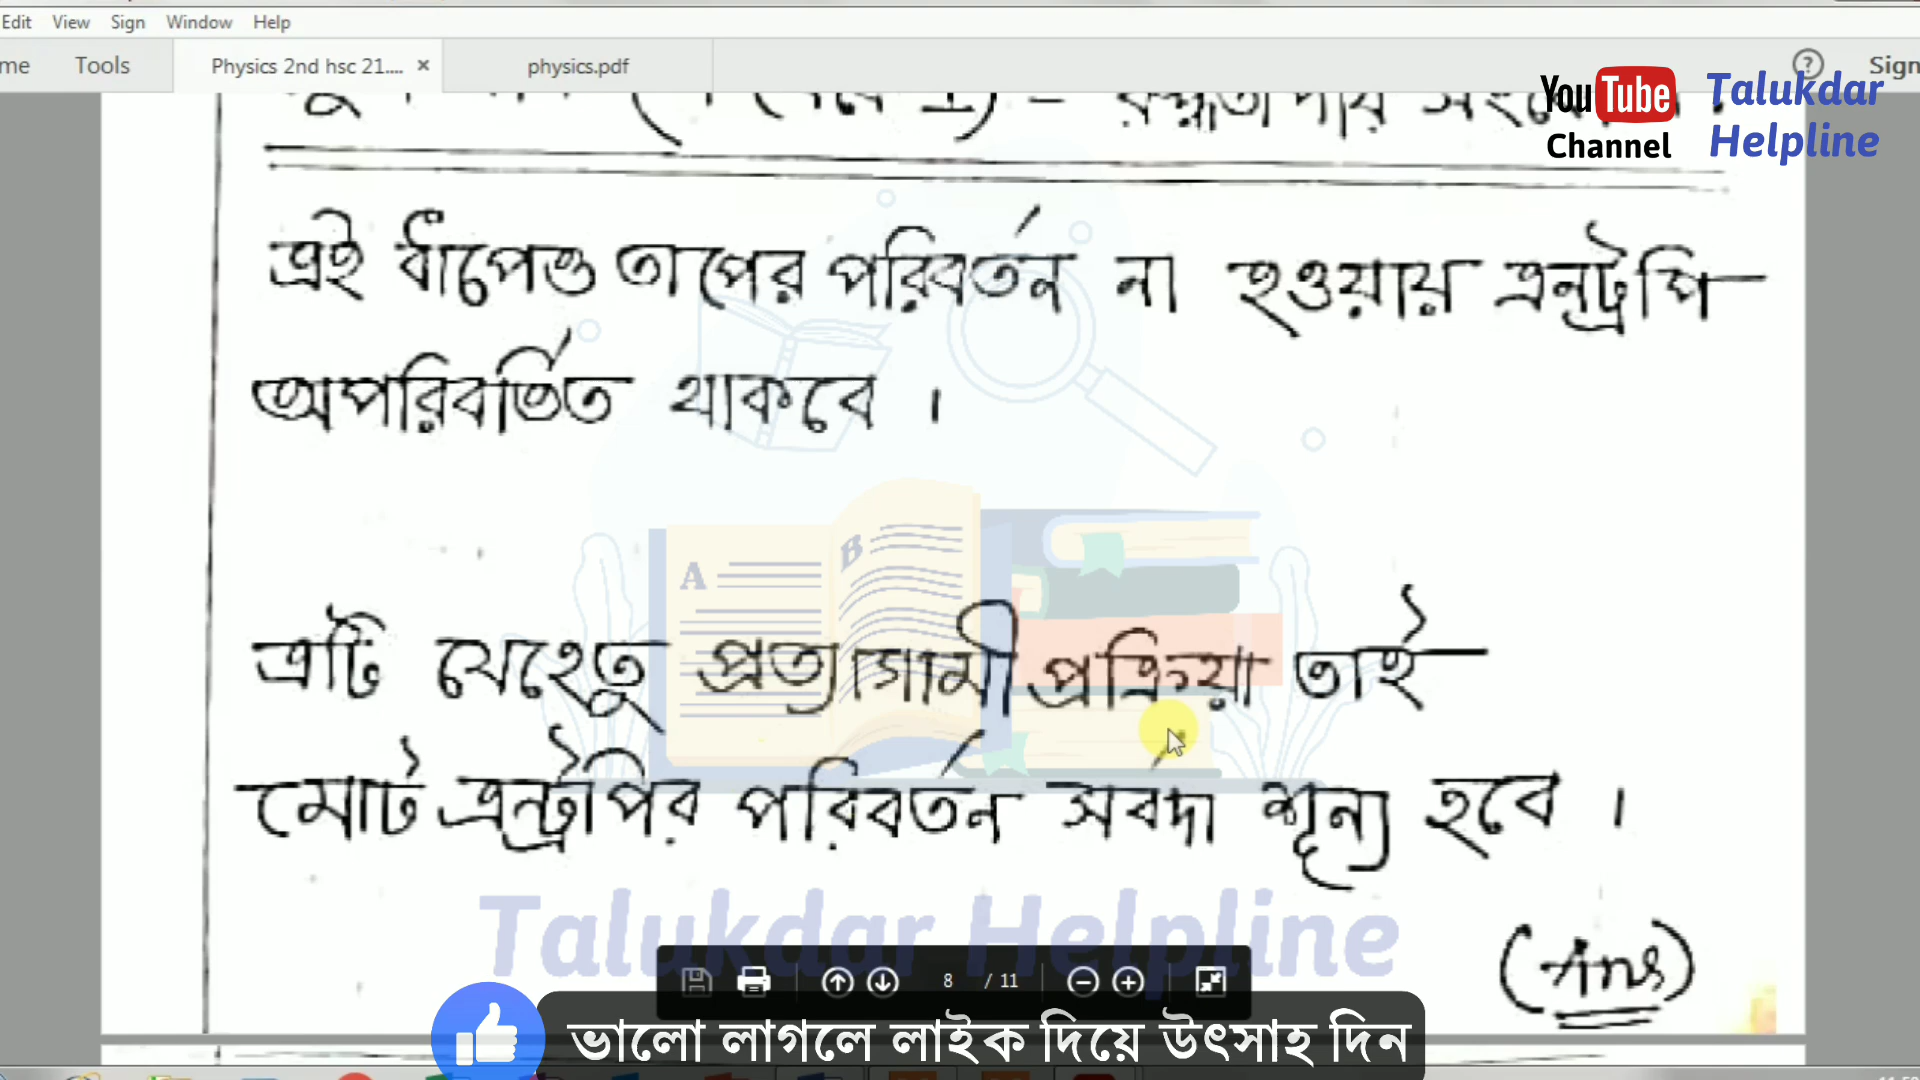 Edit View Sign Window Help
me Tools Physics 2nd hsc 21.... × physics.pdf ? Sign
YouTube Channel Talukdar Helpline
রুদ্ধতাপীয়
এই ধাপেও তাপের পরিবর্তন না হওয়ায় এনট্রপি
অপরিবর্তিত থাকবে ।
A B
এটি যেহেতু প্রত্যাগামী প্রক্রিয়া তাই
মোট এনট্রপির পরিবর্তন সর্বদা শূন্য হবে ।
Talukdar Helpline
(Ans)
8 / 11
ভালো লাগলে লাইক দিয়ে উৎসাহ দিন